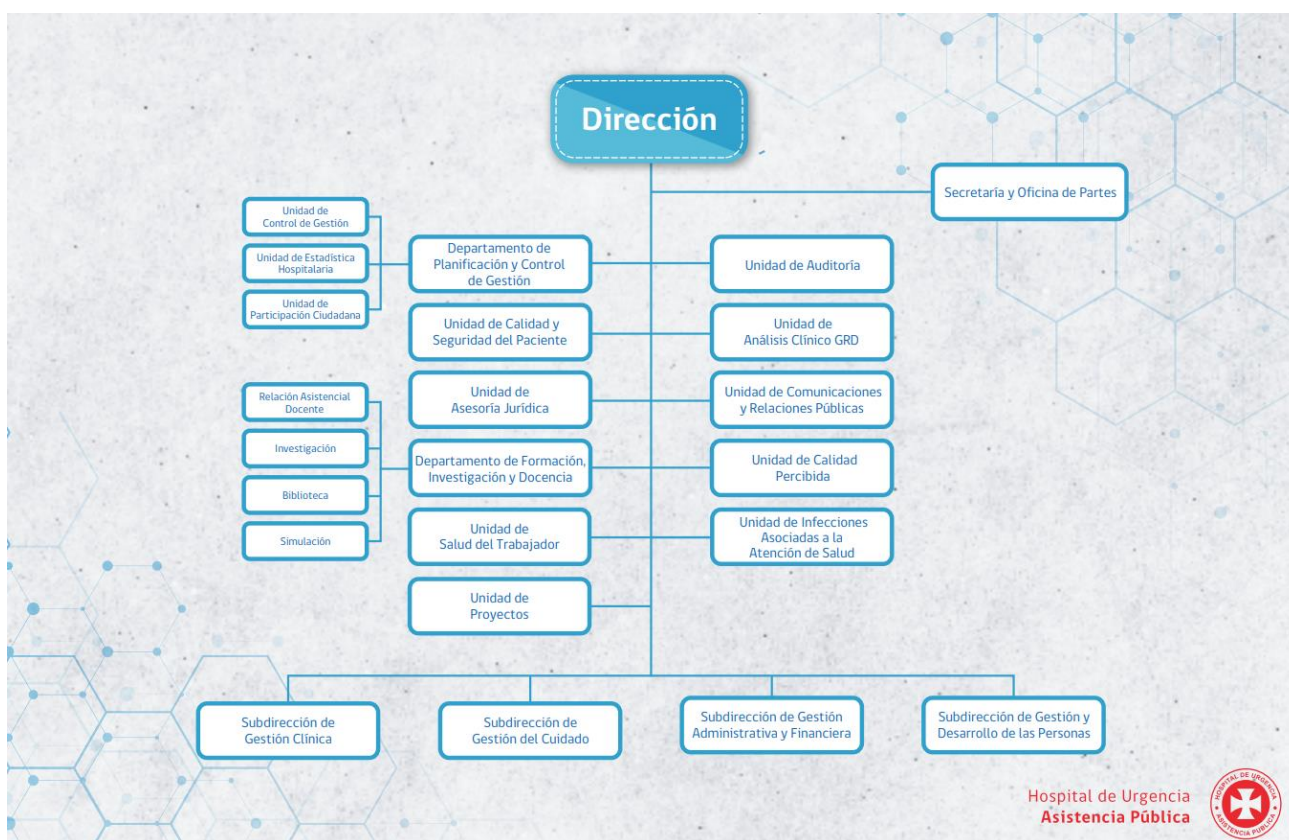 Dirección
Secretaría y Oficina de Partes
Unidad de
Control de Gestión
Unidad de Estadística
Hospitalaria
Unidad de
Participación Ciudadana
Departamento de
Planificación y Control
de Gestión
Unidad de Auditoría
Unidad de Calidad y
Seguridad del Paciente
Unidad de
Análisis Clínico GRD
Unidad de
Asesoría Jurídica
Unidad de Comunicaciones
y Relaciones Públicas
Relación Asistencial
Docente
Investigación
Biblioteca
Simulación
Departamento de Formación,
Investigación y Docencia
Unidad de Calidad
Percibida
Unidad de
Salud del Trabajador
Unidad de Infecciones
Asociadas a la
Atención de Salud
Unidad de
Proyectos
Subdirección de
Gestión Clínica
Subdirección de
Gestión del Cuidado
Subdirección de Gestión
Administrativa y Financiera
Subdirección de Gestión y
Desarrollo de las Personas
Hospital de Urgencia
Asistencia Pública
HOSPITAL DE URGENCIA
ASISTENCIA PUBLICA